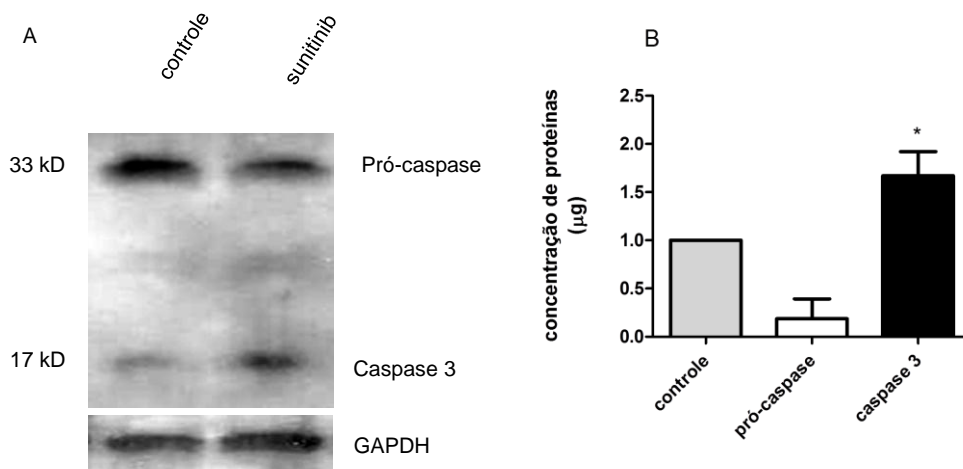 A
controle
sunitinib
33 kD
Pró-caspase
17 kD
Caspase 3
GAPDH
B
concentração de proteínas
(µg)
2.5
2.0
1.5
1.0
0.5
0.0
*
controle
pró-caspase
caspase 3